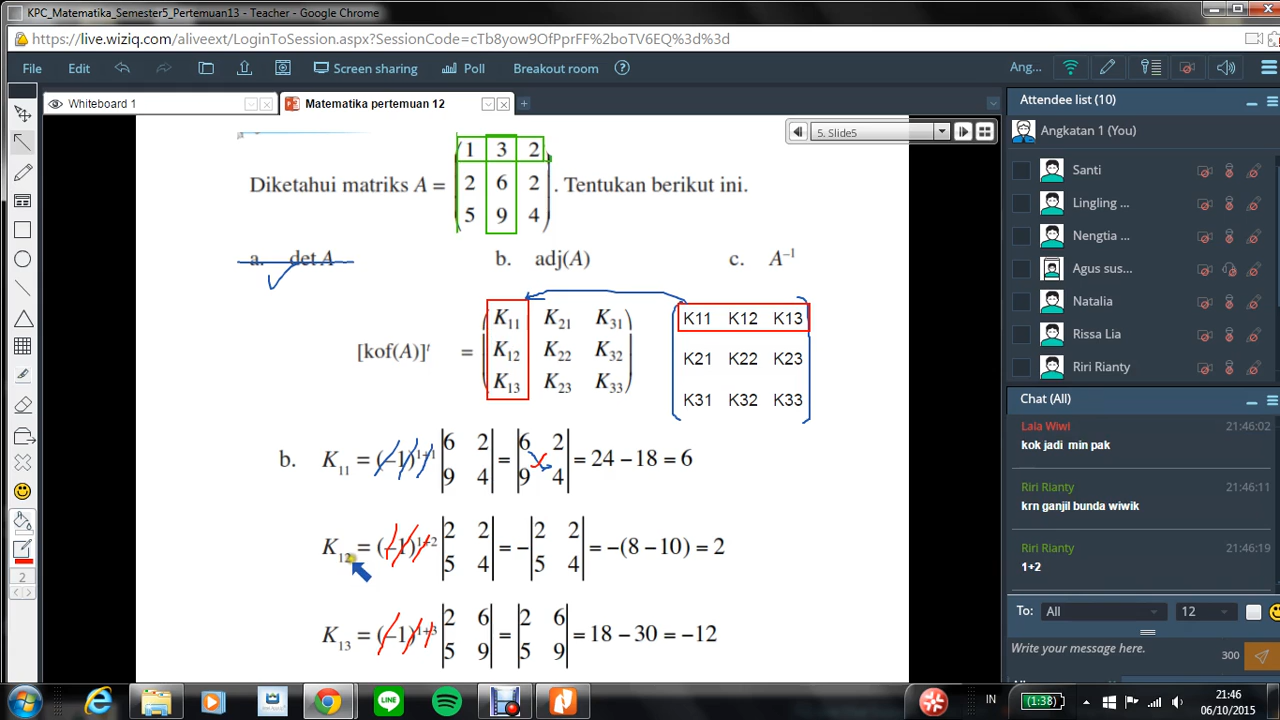 KPC_Matematika_Semester5_Pertemuan13 - Teacher - Google Chrome
https://live.wiziq.com/aliveext/LoginToSession.aspx?SessionCode=cTb8yow9OfPprFF%2boTV6EQ%3d%3d
File Edit Screen sharing Poll Breakout room ? Ang...
Whiteboard 1 Matematika pertemuan 12
5. Slide5
1 3 2
Diketahui matriks A = 2 6 2 . Tentukan berikut ini.
5 9 4
a. det A b. adj(A) c. A⁻¹
K₁₁ K₂₁ K₃₁ K11 K12 K13
[kof(A)]ᵗ = K₁₂ K₂₂ K₃₂ K21 K22 K23
K₁₃ K₂₃ K₃₃ K31 K32 K33
b. K₁₁ = (−1)¹⁺¹ |6 2; 9 4| = |6 2; 9 4| = 24 − 18 = 6
K₁₂ = (−1)¹⁺² |2 2; 5 4| = −|2 2; 5 4| = −(8 − 10) = 2
K₁₃ = (−1)¹⁺³ |2 6; 5 9| = |2 6; 5 9| = 18 − 30 = −12
Attendee list (10)
Angkatan 1 (You)
Santi
Lingling ...
Nengtia ...
Agus sus...
Natalia
Rissa Lia
Riri Rianty
Chat (All)
Lala Wiwi 21:46:02
kok jadi min pak
Riri Rianty 21:46:08
krn ganjil bunda wiwik
Riri Rianty 21:46:19
1+2
To: All 12
Write your message here. 300
2
LINE
IN (1:38) 21:46
06/10/2015